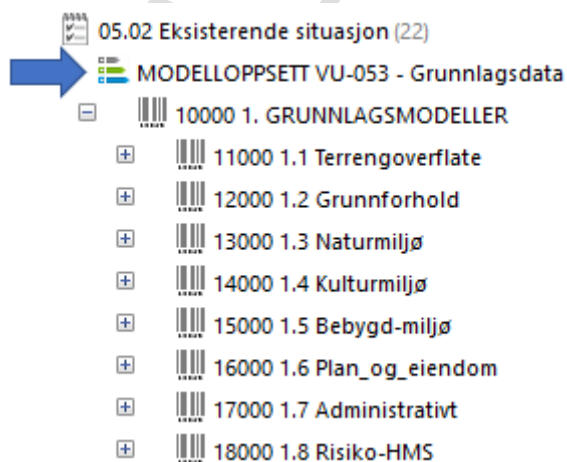 05.02 Eksisterende situasjon (22)
MODELLOPPSETT VU-053 - Grunnlagsdata
10000 1. GRUNNLAGSMODELLER
11000 1.1 Terrengoverflate
12000 1.2 Grunnforhold
13000 1.3 Naturmiljø
14000 1.4 Kulturmiljø
15000 1.5 Bebygd-miljø
16000 1.6 Plan_og_eiendom
17000 1.7 Administrativt
18000 1.8 Risiko-HMS